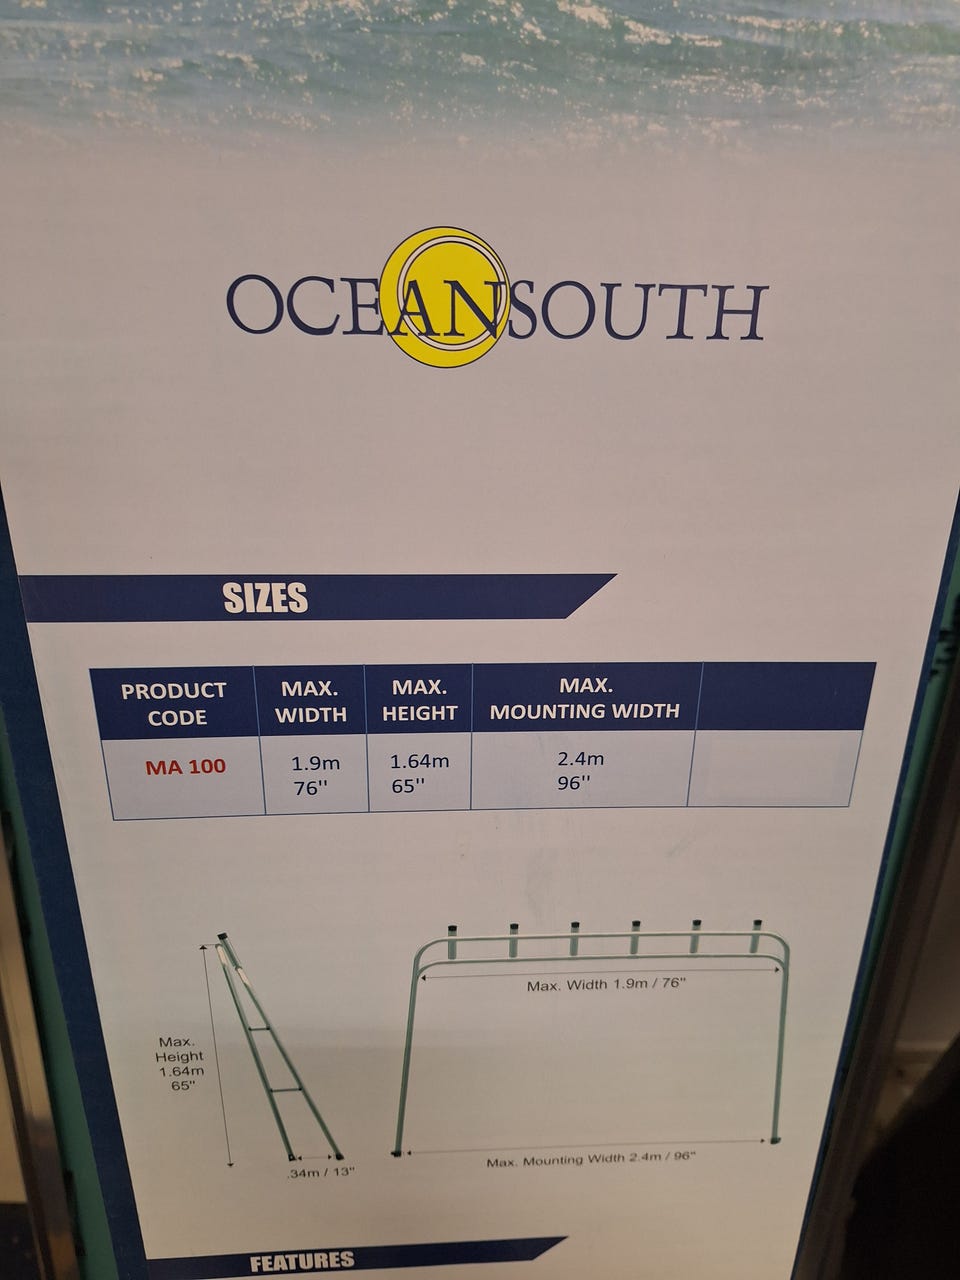 OCEANSOUTH
SIZES
PRODUCT CODE
MAX. WIDTH
MAX. HEIGHT
MAX. MOUNTING WIDTH
MA 100
1.9m
76"
1.64m
65"
2.4m
96"
Max. Width 1.9m / 76"
Max.
Height
1.64m
65"
.34m / 13"
Max. Mounting Width 2.4m / 96"
FEATURES